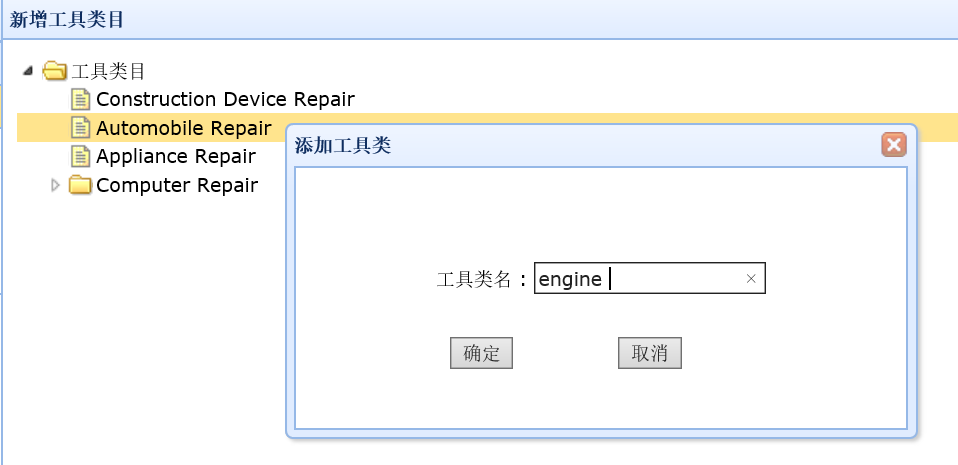 新增工具类目
工具类目
Construction Device Repair
Automobile Repair
Appliance Repair
Computer Repair
添加工具类
工具类名：engine
确定 取消